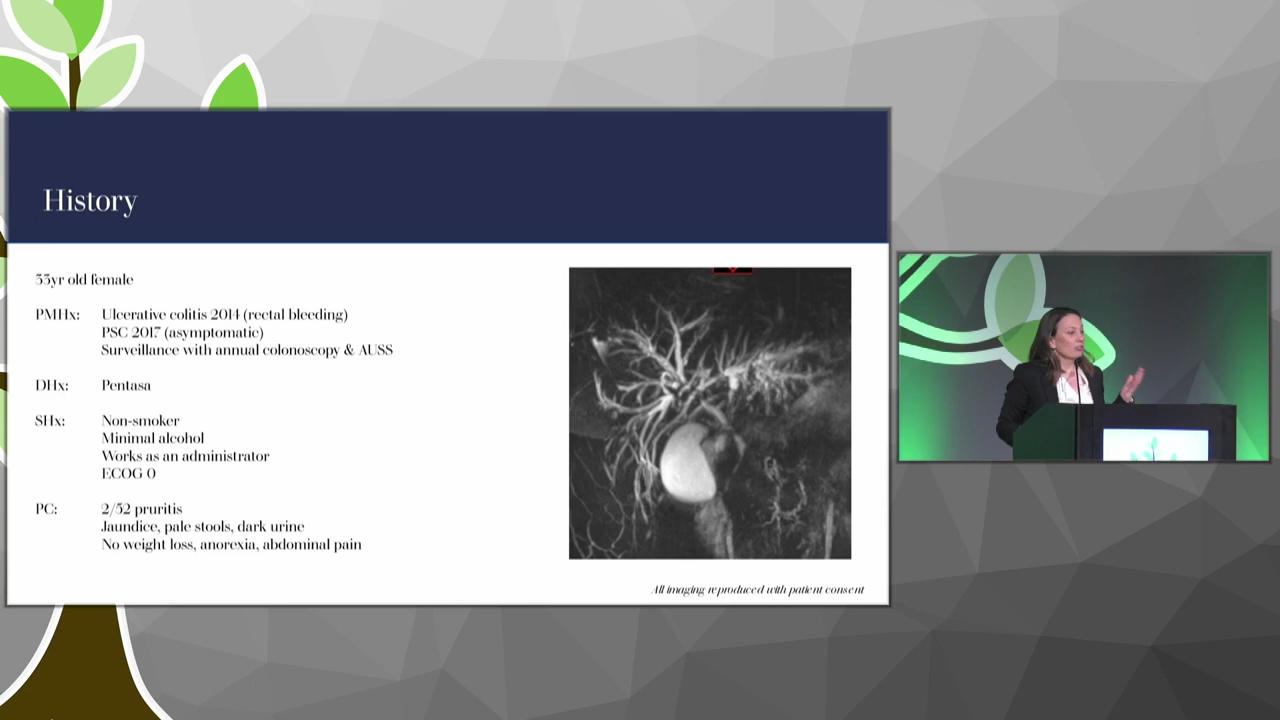 History
33yr old female
PMHx: Ulcerative colitis 2014 (rectal bleeding)
PSC 2017 (asymptomatic)
Surveillance with annual colonoscopy & AUSS
DHx: Pentasa
SHx: Non-smoker
Minimal alcohol
Works as an administrator
ECOG 0
PC: 2/52 pruritis
Jaundice, pale stools, dark urine
No weight loss, anorexia, abdominal pain
All imaging reproduced with patient consent